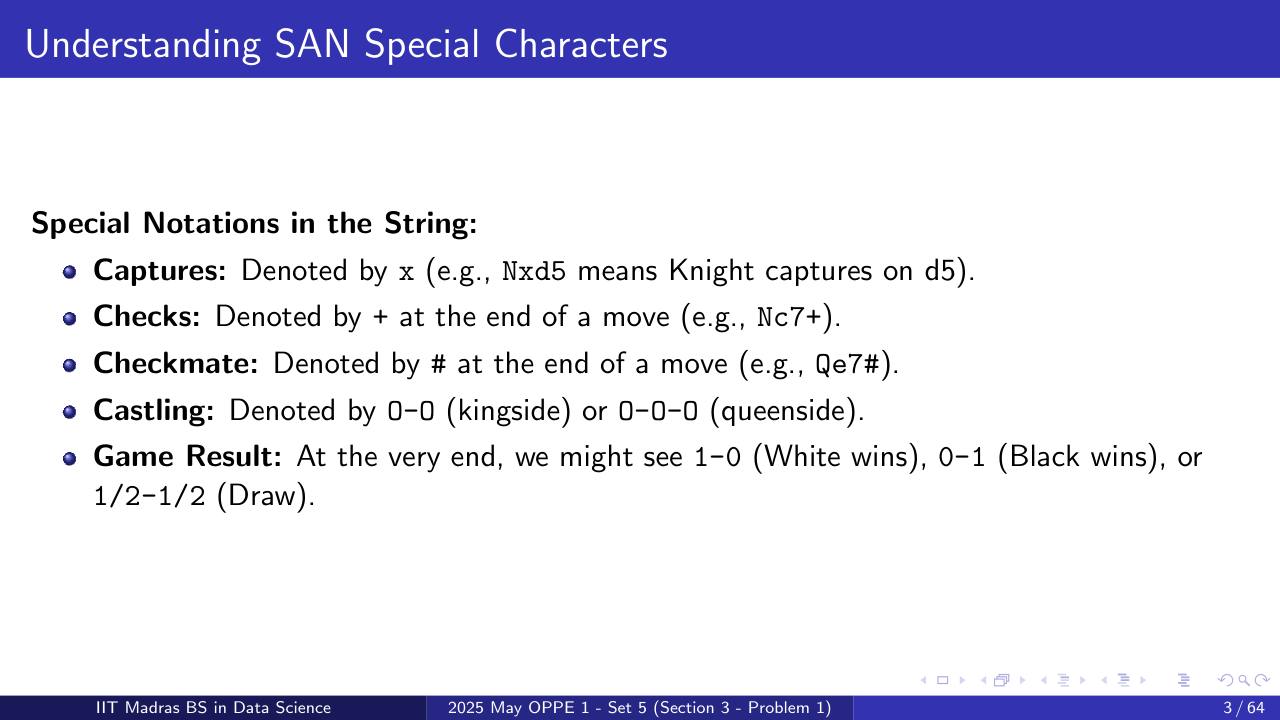 Understanding SAN Special Characters
Special Notations in the String:
Captures: Denoted by x (e.g., Nxd5 means Knight captures on d5).
Checks: Denoted by + at the end of a move (e.g., Nc7+).
Checkmate: Denoted by # at the end of a move (e.g., Qe7#).
Castling: Denoted by O-O (kingside) or O-O-O (queenside).
Game Result: At the very end, we might see 1-0 (White wins), 0-1 (Black wins), or
1/2-1/2 (Draw).
IIT Madras BS in Data Science
2025 May OPPE 1 - Set 5 (Section 3 - Problem 1)
3 / 64